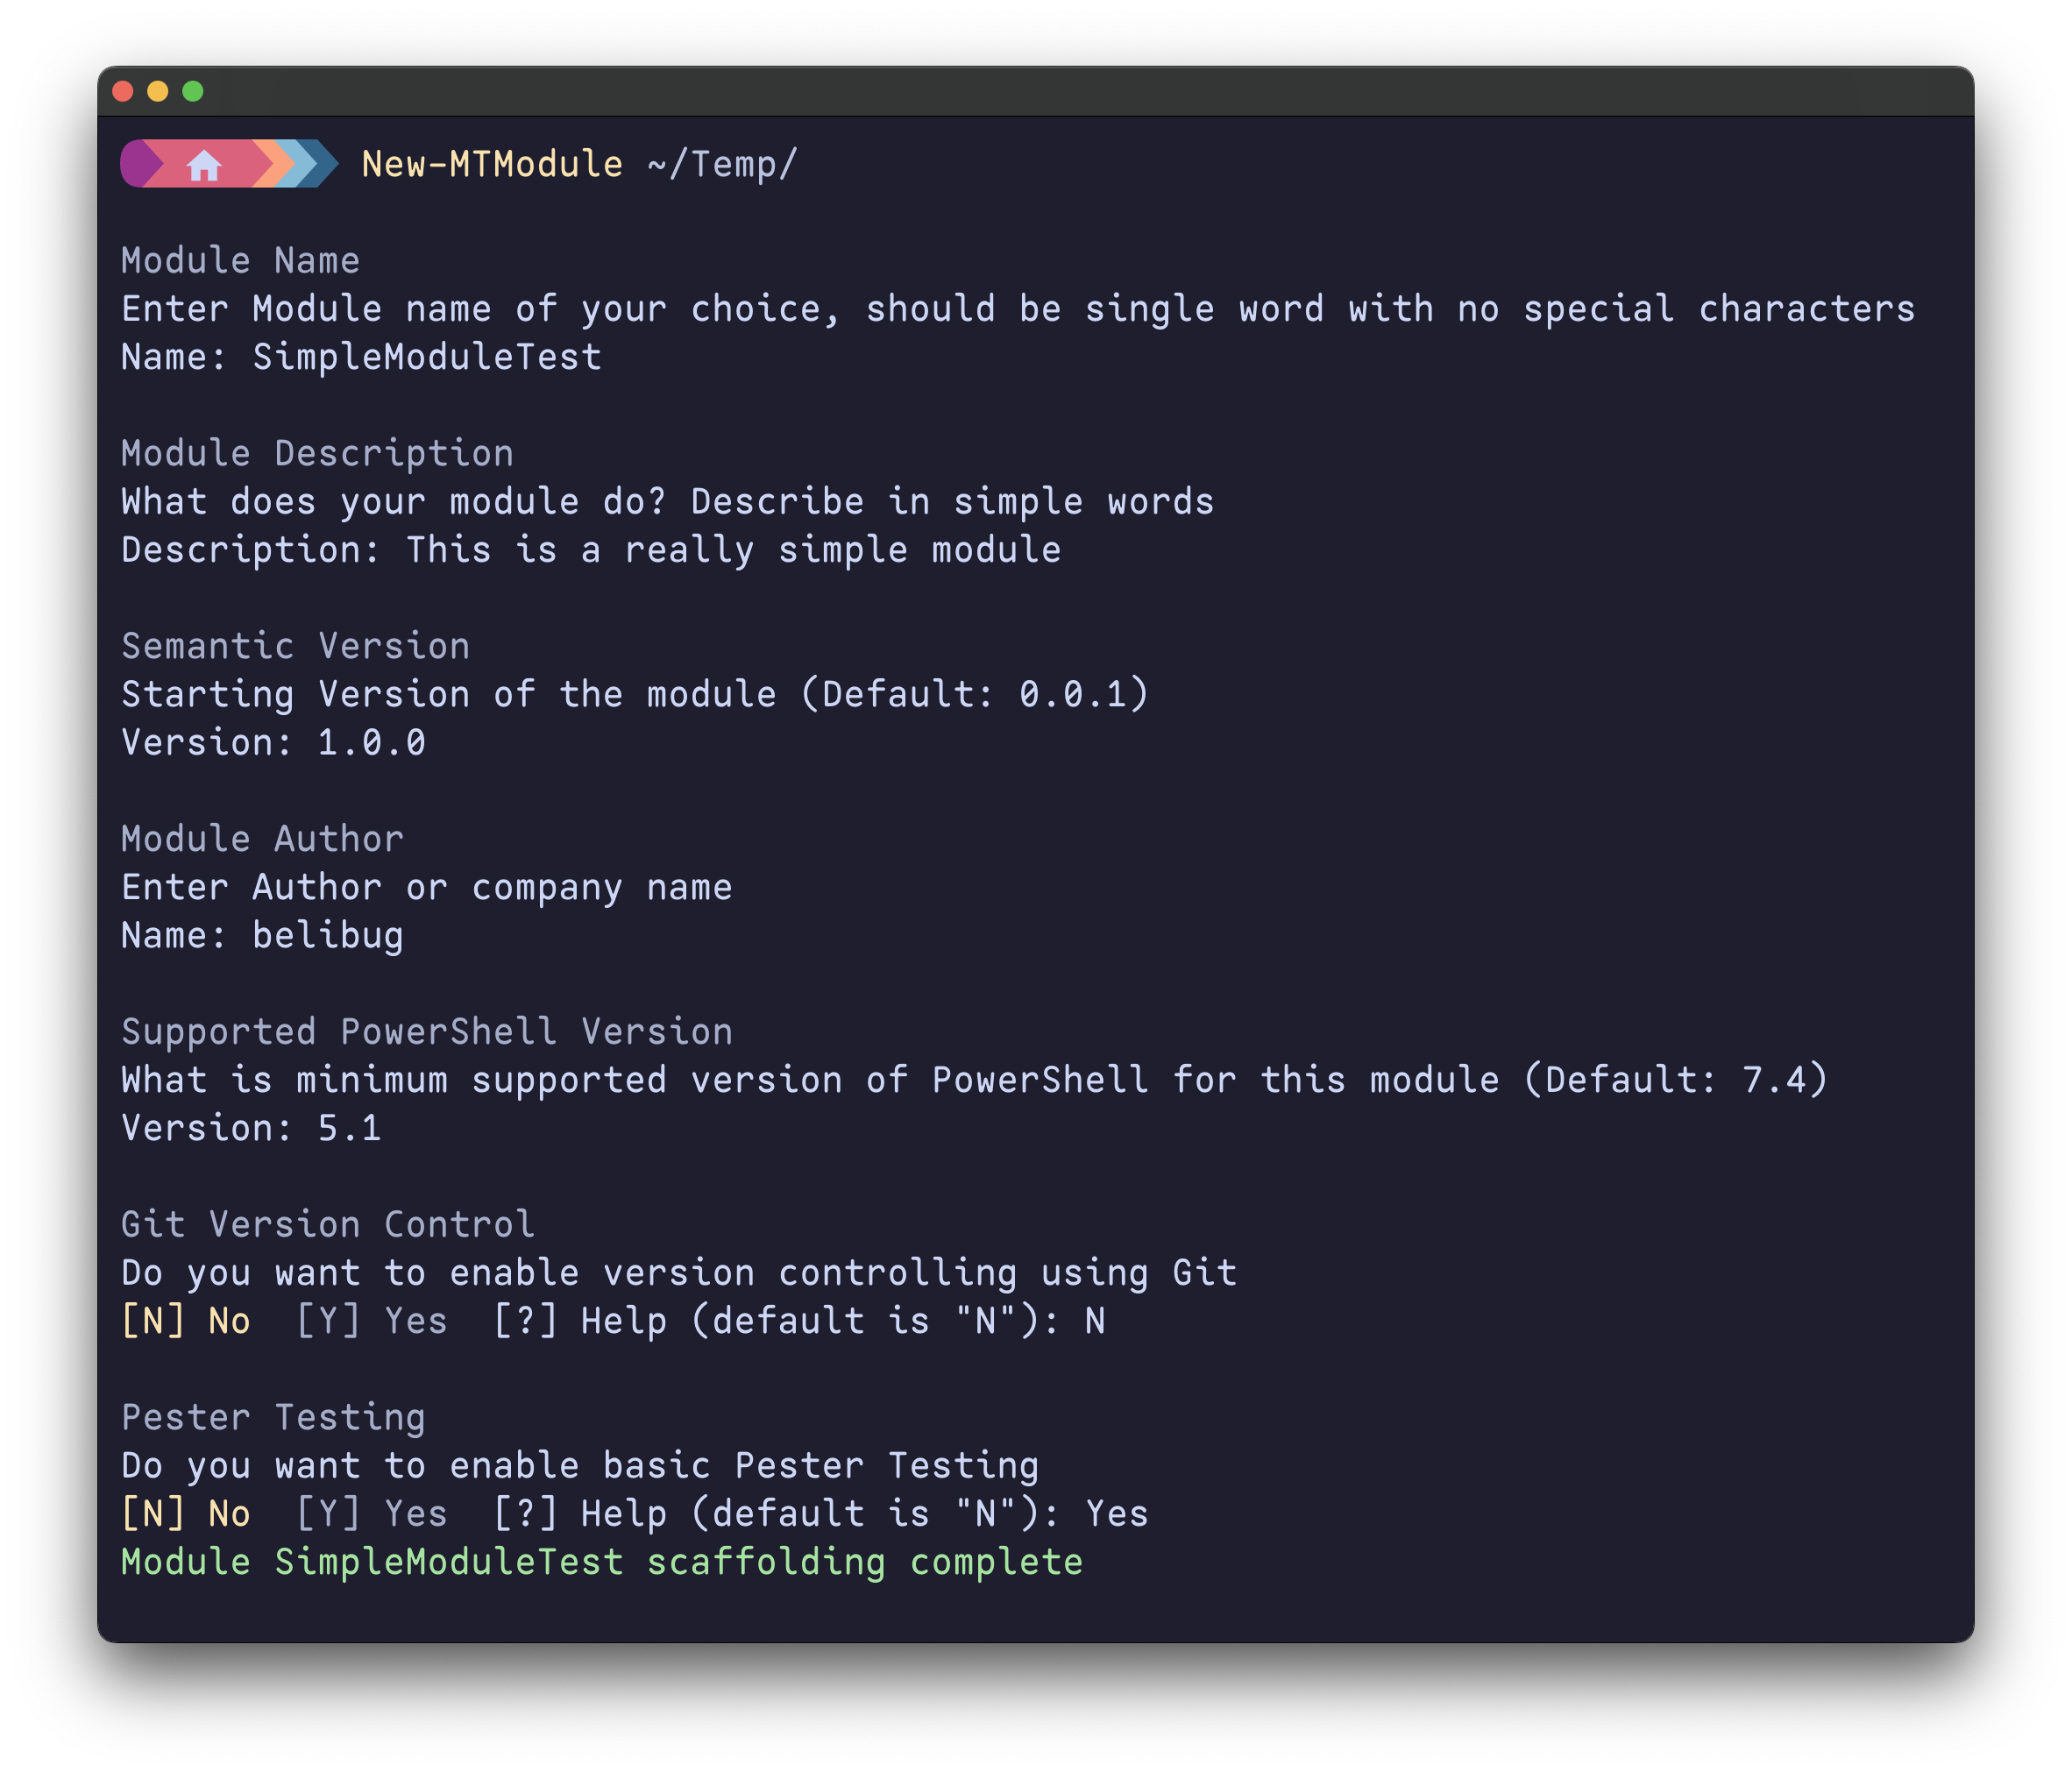 New-MTModule ~/Temp/
Module Name
Enter Module name of your choice, should be single word with no special characters
Name: SimpleModuleTest
Module Description
What does your module do? Describe in simple words
Description: This is a really simple module
Semantic Version
Starting Version of the module (Default: 0.0.1)
Version: 1.0.0
Module Author
Enter Author or company name
Name: belibug
Supported PowerShell Version
What is minimum supported version of PowerShell for this module (Default: 7.4)
Version: 5.1
Git Version Control
Do you want to enable version controlling using Git
[N] No  [Y] Yes  [?] Help (default is "N"): N
Pester Testing
Do you want to enable basic Pester Testing
[N] No  [Y] Yes  [?] Help (default is "N"): Yes
Module SimpleModuleTest scaffolding complete